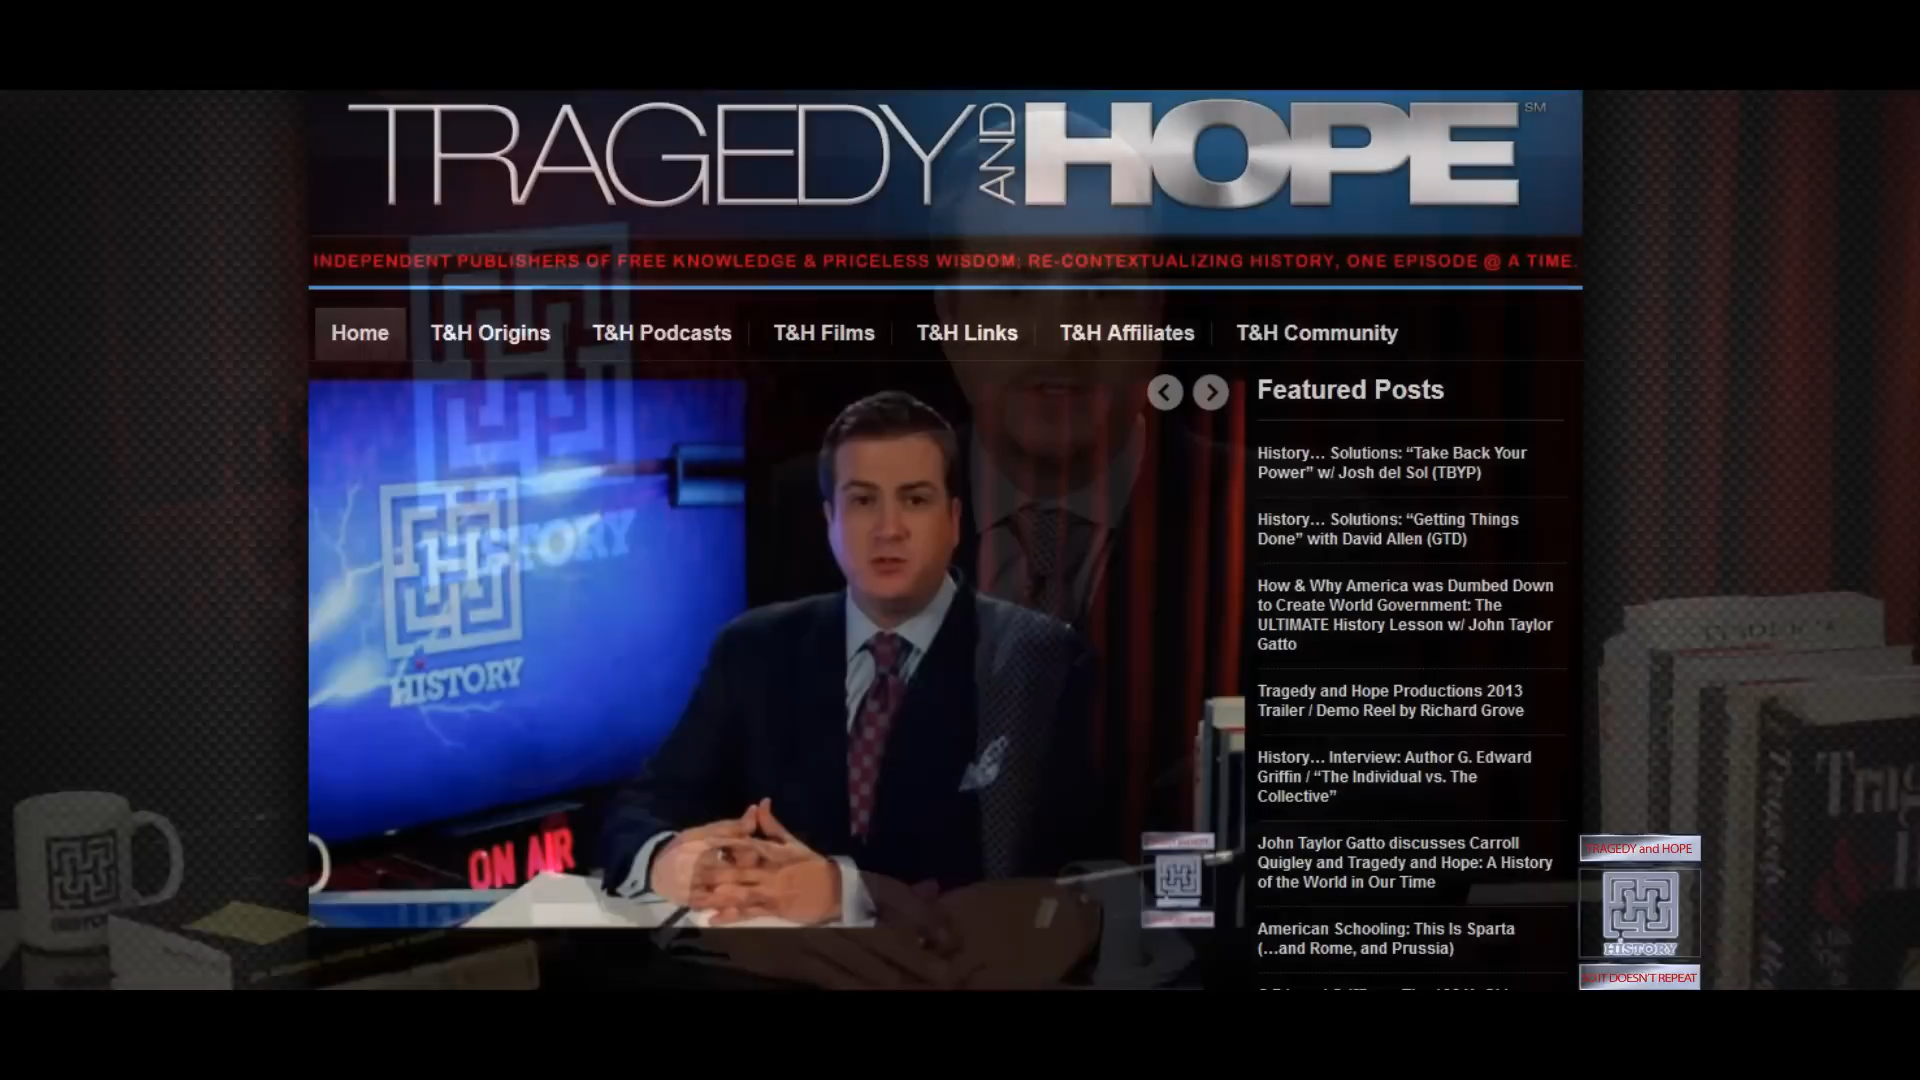 TRAGEDY AND HOPE SM
INDEPENDENT PUBLISHERS OF FREE KNOWLEDGE & PRICELESS WISDOM; RE-CONTEXTUALIZING HISTORY, ONE EPISODE @ A TIME.
Home T&H Origins T&H Podcasts T&H Films T&H Links T&H Affiliates T&H Community
Featured Posts
History… Solutions: “Take Back Your
Power” w/ Josh del Sol (TBYP)
History… Solutions: “Getting Things
Done” with David Allen (GTD)
How & Why America was Dumbed Down
to Create World Government: The
ULTIMATE History Lesson w/ John Taylor
Gatto
Tragedy and Hope Productions 2013
Trailer / Demo Reel by Richard Grove
History… Interview: Author G. Edward
Griffin / “The Individual vs. The
Collective”
John Taylor Gatto discusses Carroll
Quigley and Tragedy and Hope: A History
of the World in Our Time
American Schooling: This Is Sparta
(…and Rome, and Prussia)
HISTORY
HISTORY
ON AIR
TRAGEDY and HOPE
HISTORY
DOESN'T REPEAT